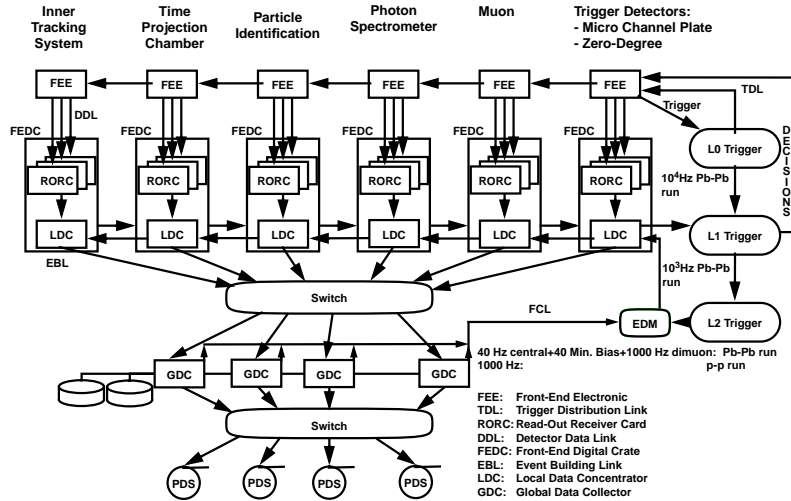 Inner Tracking System
Time Projection Chamber
Particle Identification
Photon Spectrometer
Muon
Trigger Detectors:
- Micro Channel Plate
- Zero-Degree
FEE FEE FEE FEE FEE FEE
TDL
Trigger
DDL
FEDC FEDC FEDC FEDC FEDC FEDC
L0 Trigger
DECISIONS
RORC RORC RORC RORC RORC RORC
10⁴Hz Pb-Pb
run
LDC LDC LDC LDC LDC LDC
L1 Trigger
EBL
10³Hz Pb-Pb
run
Switch
FCL
EDM
L2 Trigger
40 Hz central+40 Min. Bias+1000 Hz dimuon: Pb-Pb run
1000 Hz: p-p run
GDC GDC GDC GDC
Switch
PDS PDS PDS PDS
FEE: Front-End Electronic
TDL: Trigger Distribution Link
RORC: Read-Out Receiver Card
DDL: Detector Data Link
FEDC: Front-End Digital Crate
EBL: Event Building Link
LDC: Local Data Concentrator
GDC: Global Data Collector